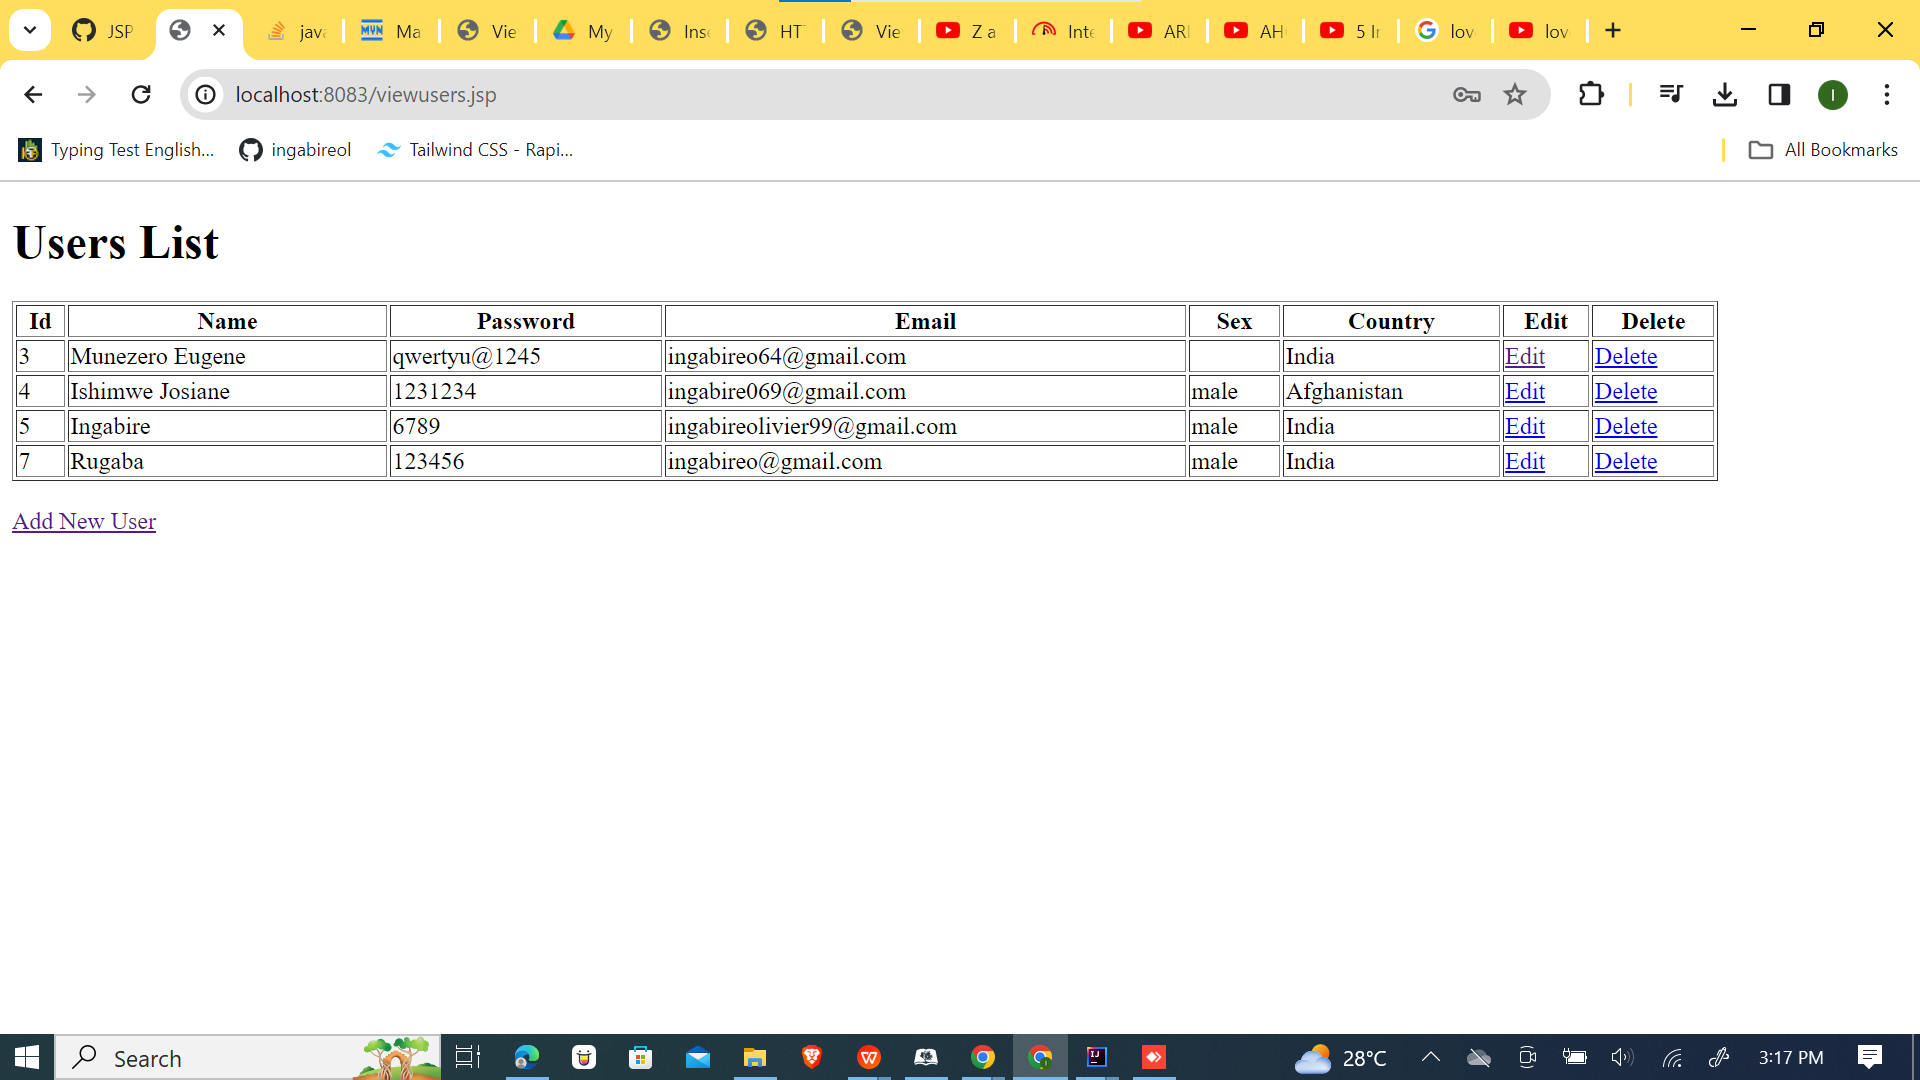 JSP
java
Ma
Vie
My
Inse
HT
Vie
Z a
Inte
AR
AH
5 I
lov
lov
localhost:8083/viewusers.jsp
I
Typing Test English...
ingabireol
Tailwind CSS - Rapi...
All Bookmarks
Users List
Id Name Password Email Sex Country Edit Delete
3 Munezero Eugene qwertyu@1245 ingabireo64@gmail.com India Edit Delete
4 Ishimwe Josiane 1231234 ingabire069@gmail.com male Afghanistan Edit Delete
5 Ingabire 6789 ingabireolivier99@gmail.com male India Edit Delete
7 Rugaba 123456 ingabireo@gmail.com male India Edit Delete
Add New User
Search
28°C
3:17 PM